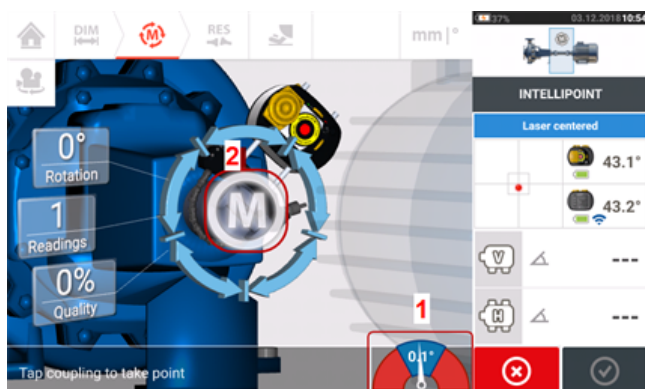 DIM
M
RES
mm|°
37%
03.12.2018 10:54
0°
Rotation
1
Readings
0%
Quality
2
M
1
0.1°
Tap coupling to take point
INTELLIPOINT
Laser centered
43.1°
43.2°
V
---
H
---